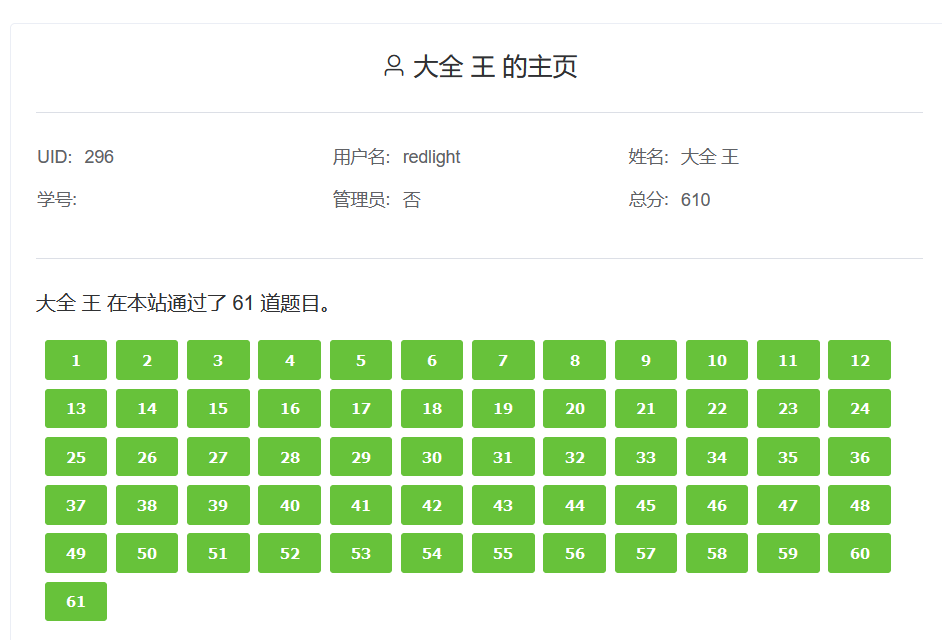 大全 王 的主页
UID: 296 用户名: redlight 姓名: 大全 王
学号: 管理员: 否 总分: 610
大全 王 在本站通过了 61 道题目。
1 2 3 4 5 6 7 8 9 10 11 12
13 14 15 16 17 18 19 20 21 22 23 24
25 26 27 28 29 30 31 32 33 34 35 36
37 38 39 40 41 42 43 44 45 46 47 48
49 50 51 52 53 54 55 56 57 58 59 60
61